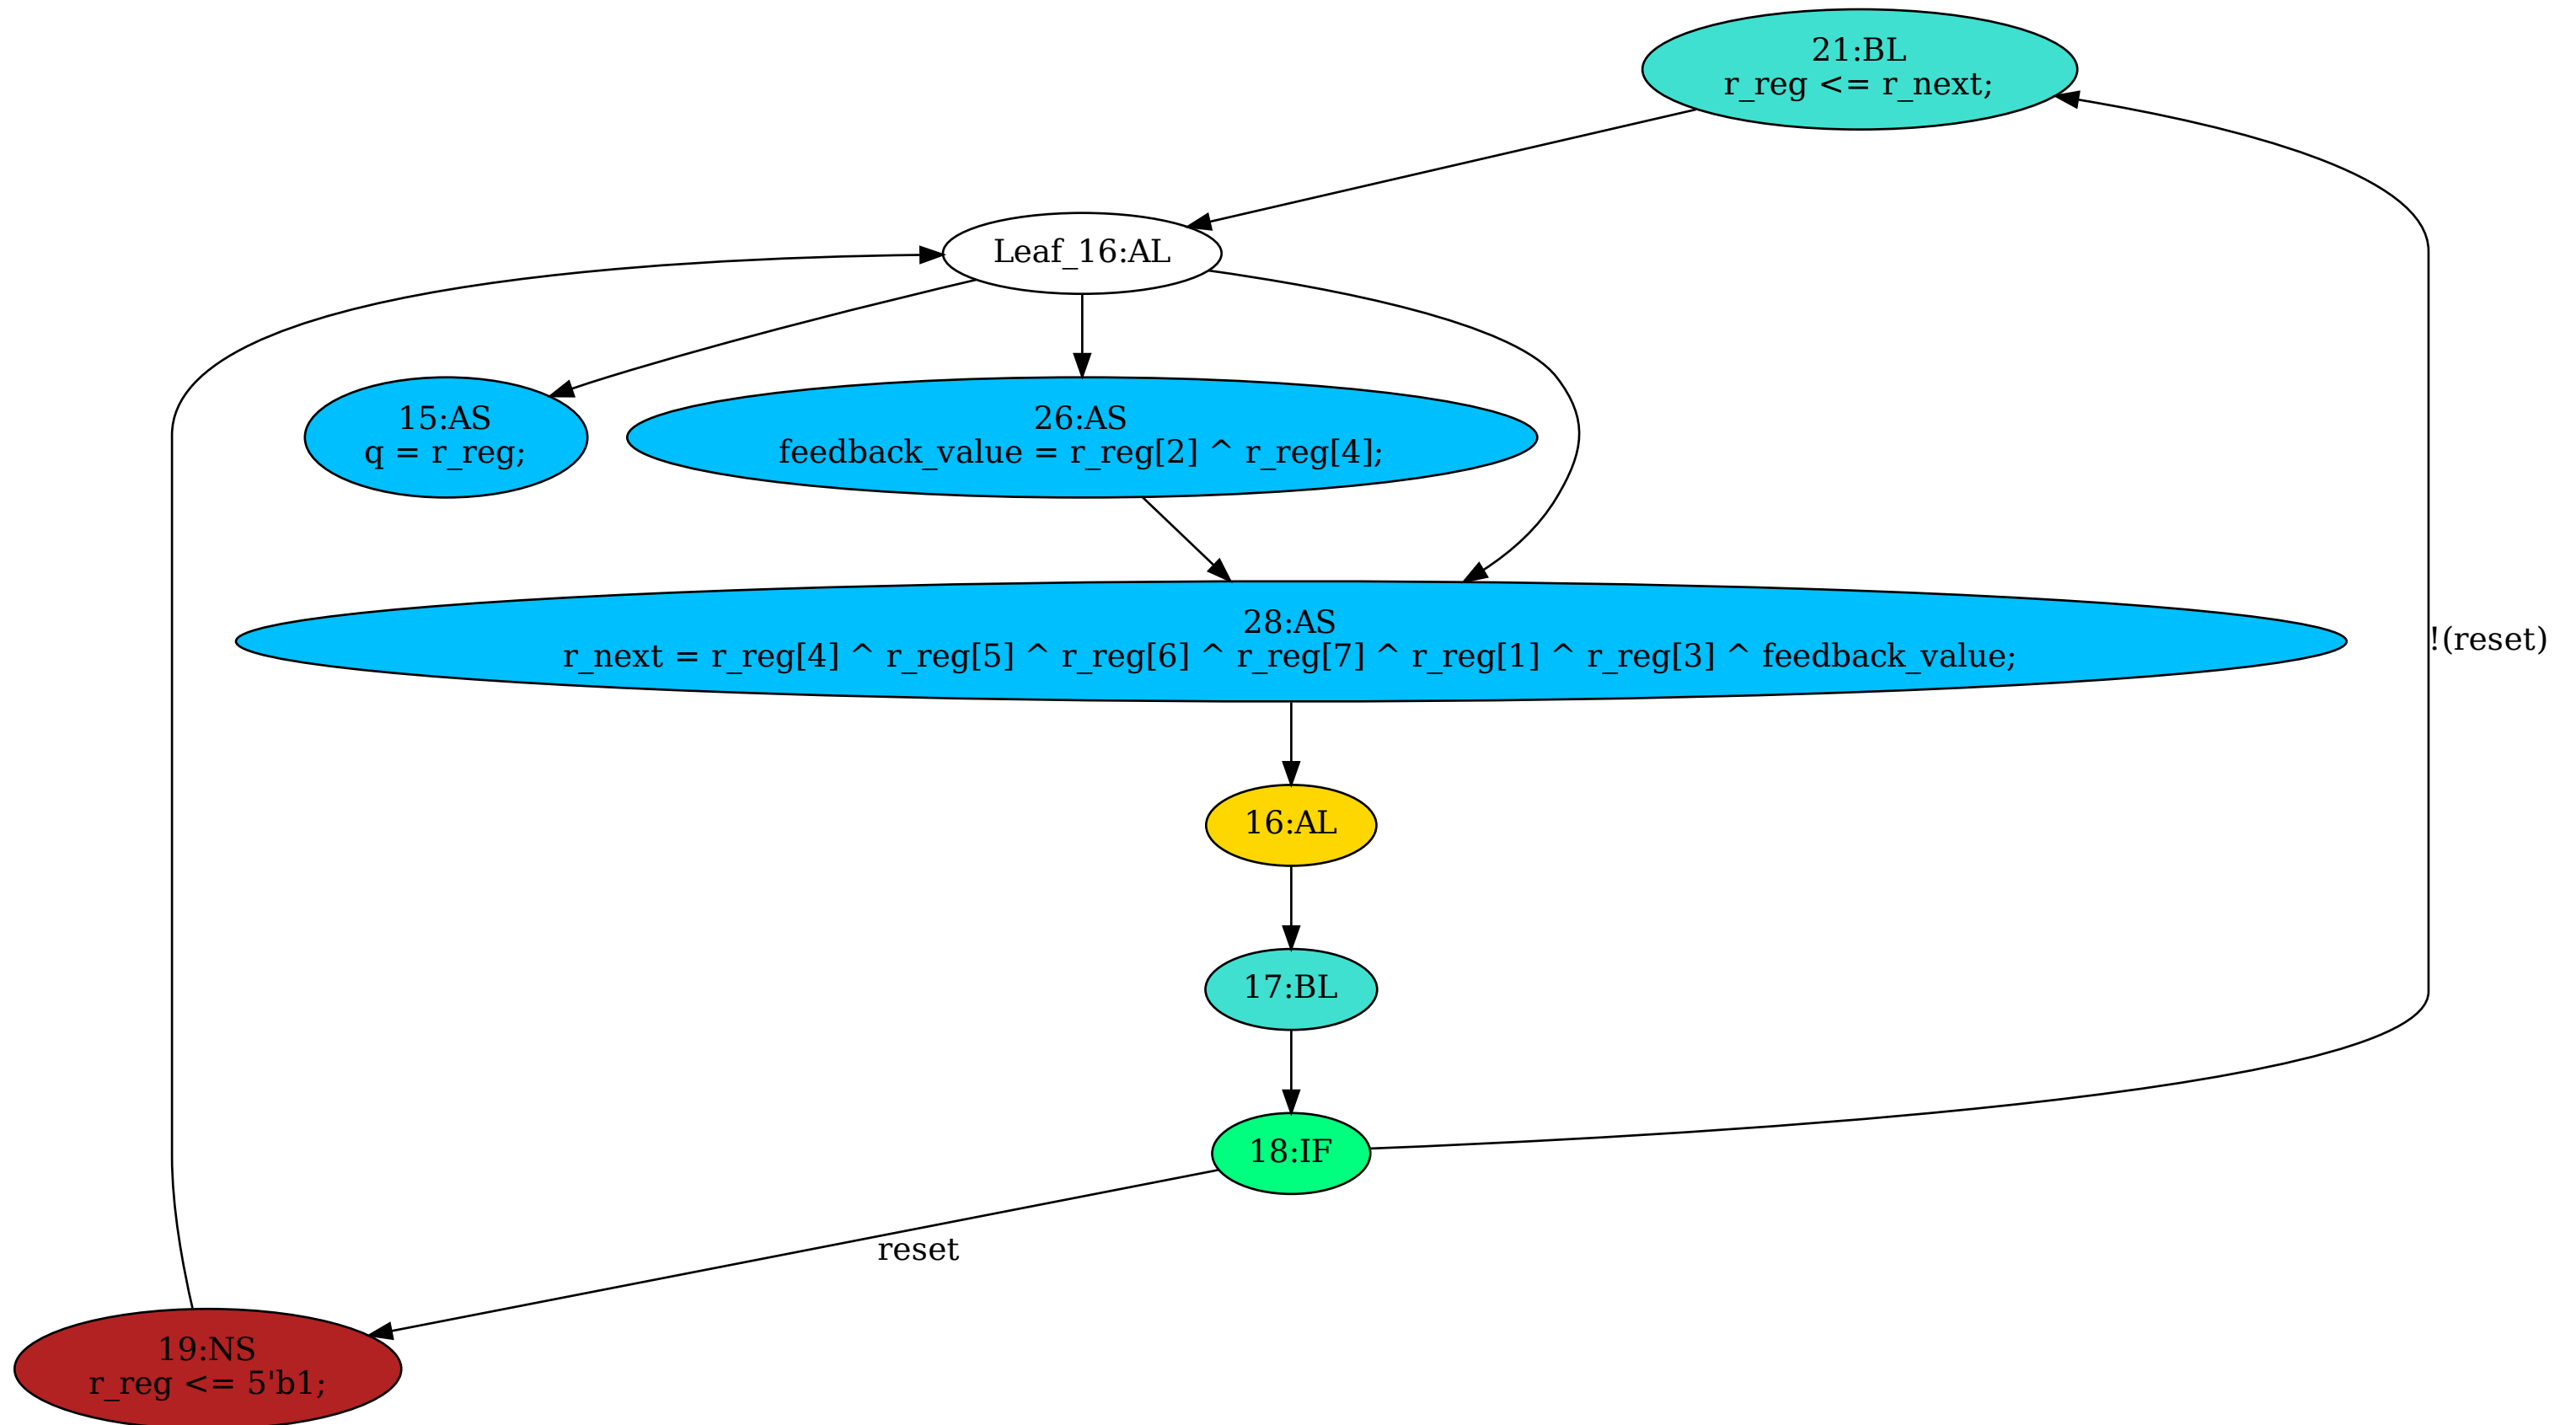 21:BL
r_reg <= r_next;
Leaf_16:AL
15:AS
q = r_reg;
26:AS
feedback_value = r_reg[2] ^ r_reg[4];
28:AS
r_next = r_reg[4] ^ r_reg[5] ^ r_reg[6] ^ r_reg[7] ^ r_reg[1] ^ r_reg[3] ^ feedback_value;
!(reset)
16:AL
17:BL
18:IF
reset
19:NS
r_reg <= 5'b1;